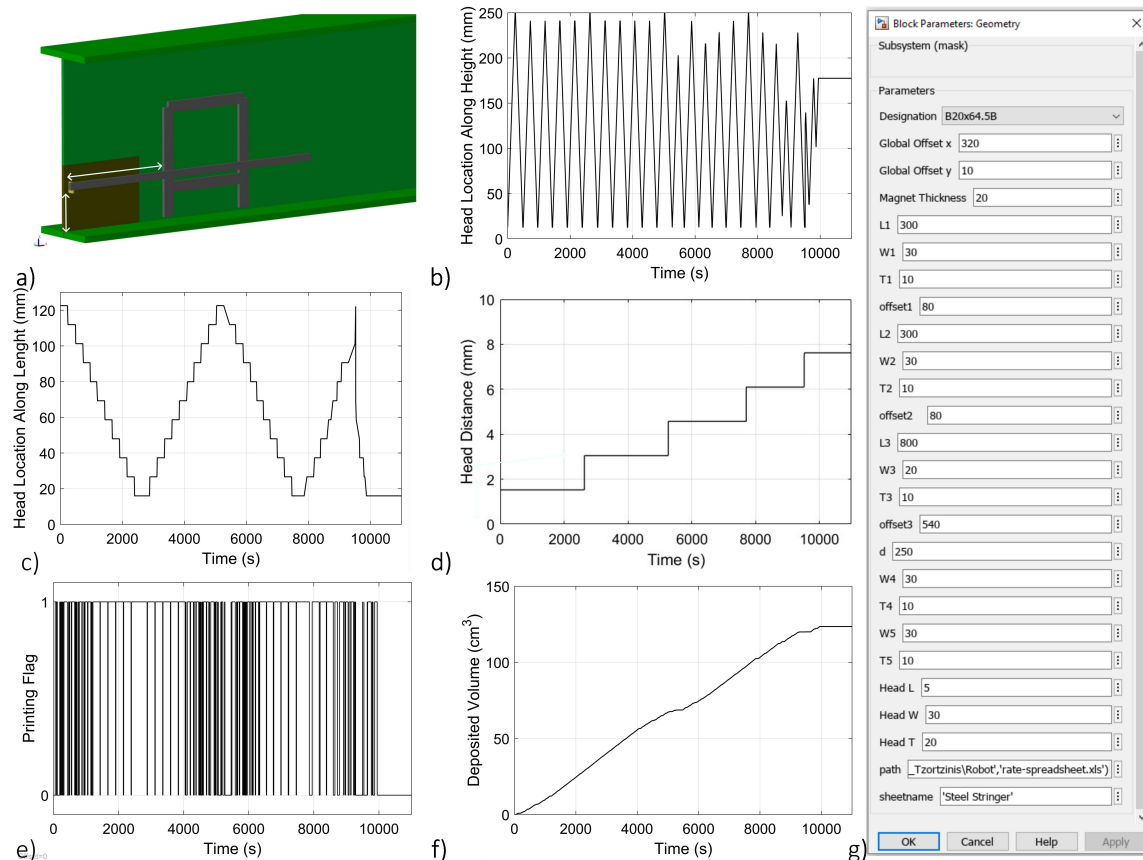 a)
Head Location Along Height (mm)
250
200
150
100
50
0
0 2000 4000 6000 8000 10000
Time (s)
b)
Head Location Along Lenght (mm)
120
100
80
60
40
20
0
0 2000 4000 6000 8000 10000
Time (s)
c)
Head Distance (mm)
10
8
6
4
2
0
0 2000 4000 6000 8000 10000
Time (s)
d)
Printing Flag
1
0
0 2000 4000 6000 8000 10000
Time (s)
e)
Deposited Volume (cm³)
150
100
50
0
0 2000 4000 6000 8000 10000
Time (s)
f)
Block Parameters: Geometry
Subsystem (mask)
Parameters
Designation B20x64.5B
Global Offset x 320
Global Offset y 10
Magnet Thickness 20
L1 300
W1 30
T1 10
offset1 80
L2 300
W2 30
T2 10
offset2 80
L3 800
W3 20
T3 10
offset3 540
d 250
W4 30
T4 10
W5 30
T5 10
Head L 5
Head W 30
Head T 20
path _Tzortzinis\Robot','rate-spreadsheet.xls')
sheetname 'Steel Stringer'
OK Cancel Help Apply
g)